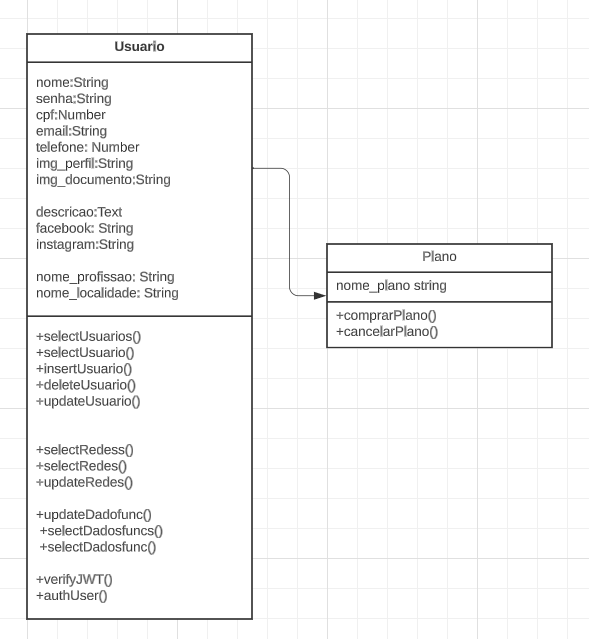 Usuario
nome:String
senha:String
cpf:Number
email:String
telefone: Number
img_perfil:String
img_documento:String
descricao:Text
facebook: String
instagram:String
nome_profissao: String
nome_localidade: String
+selectUsuarios()
+selectUsuario()
+insertUsuario()
+deleteUsuario()
+updateUsuario()
+selectRedess()
+selectRedes()
+updateRedes()
+updateDadofunc()
+selectDadosfuncs()
+selectDadosfunc()
+verifyJWT()
+authUser()
Plano
nome_plano string
+comprarPlano()
+cancelarPlano()